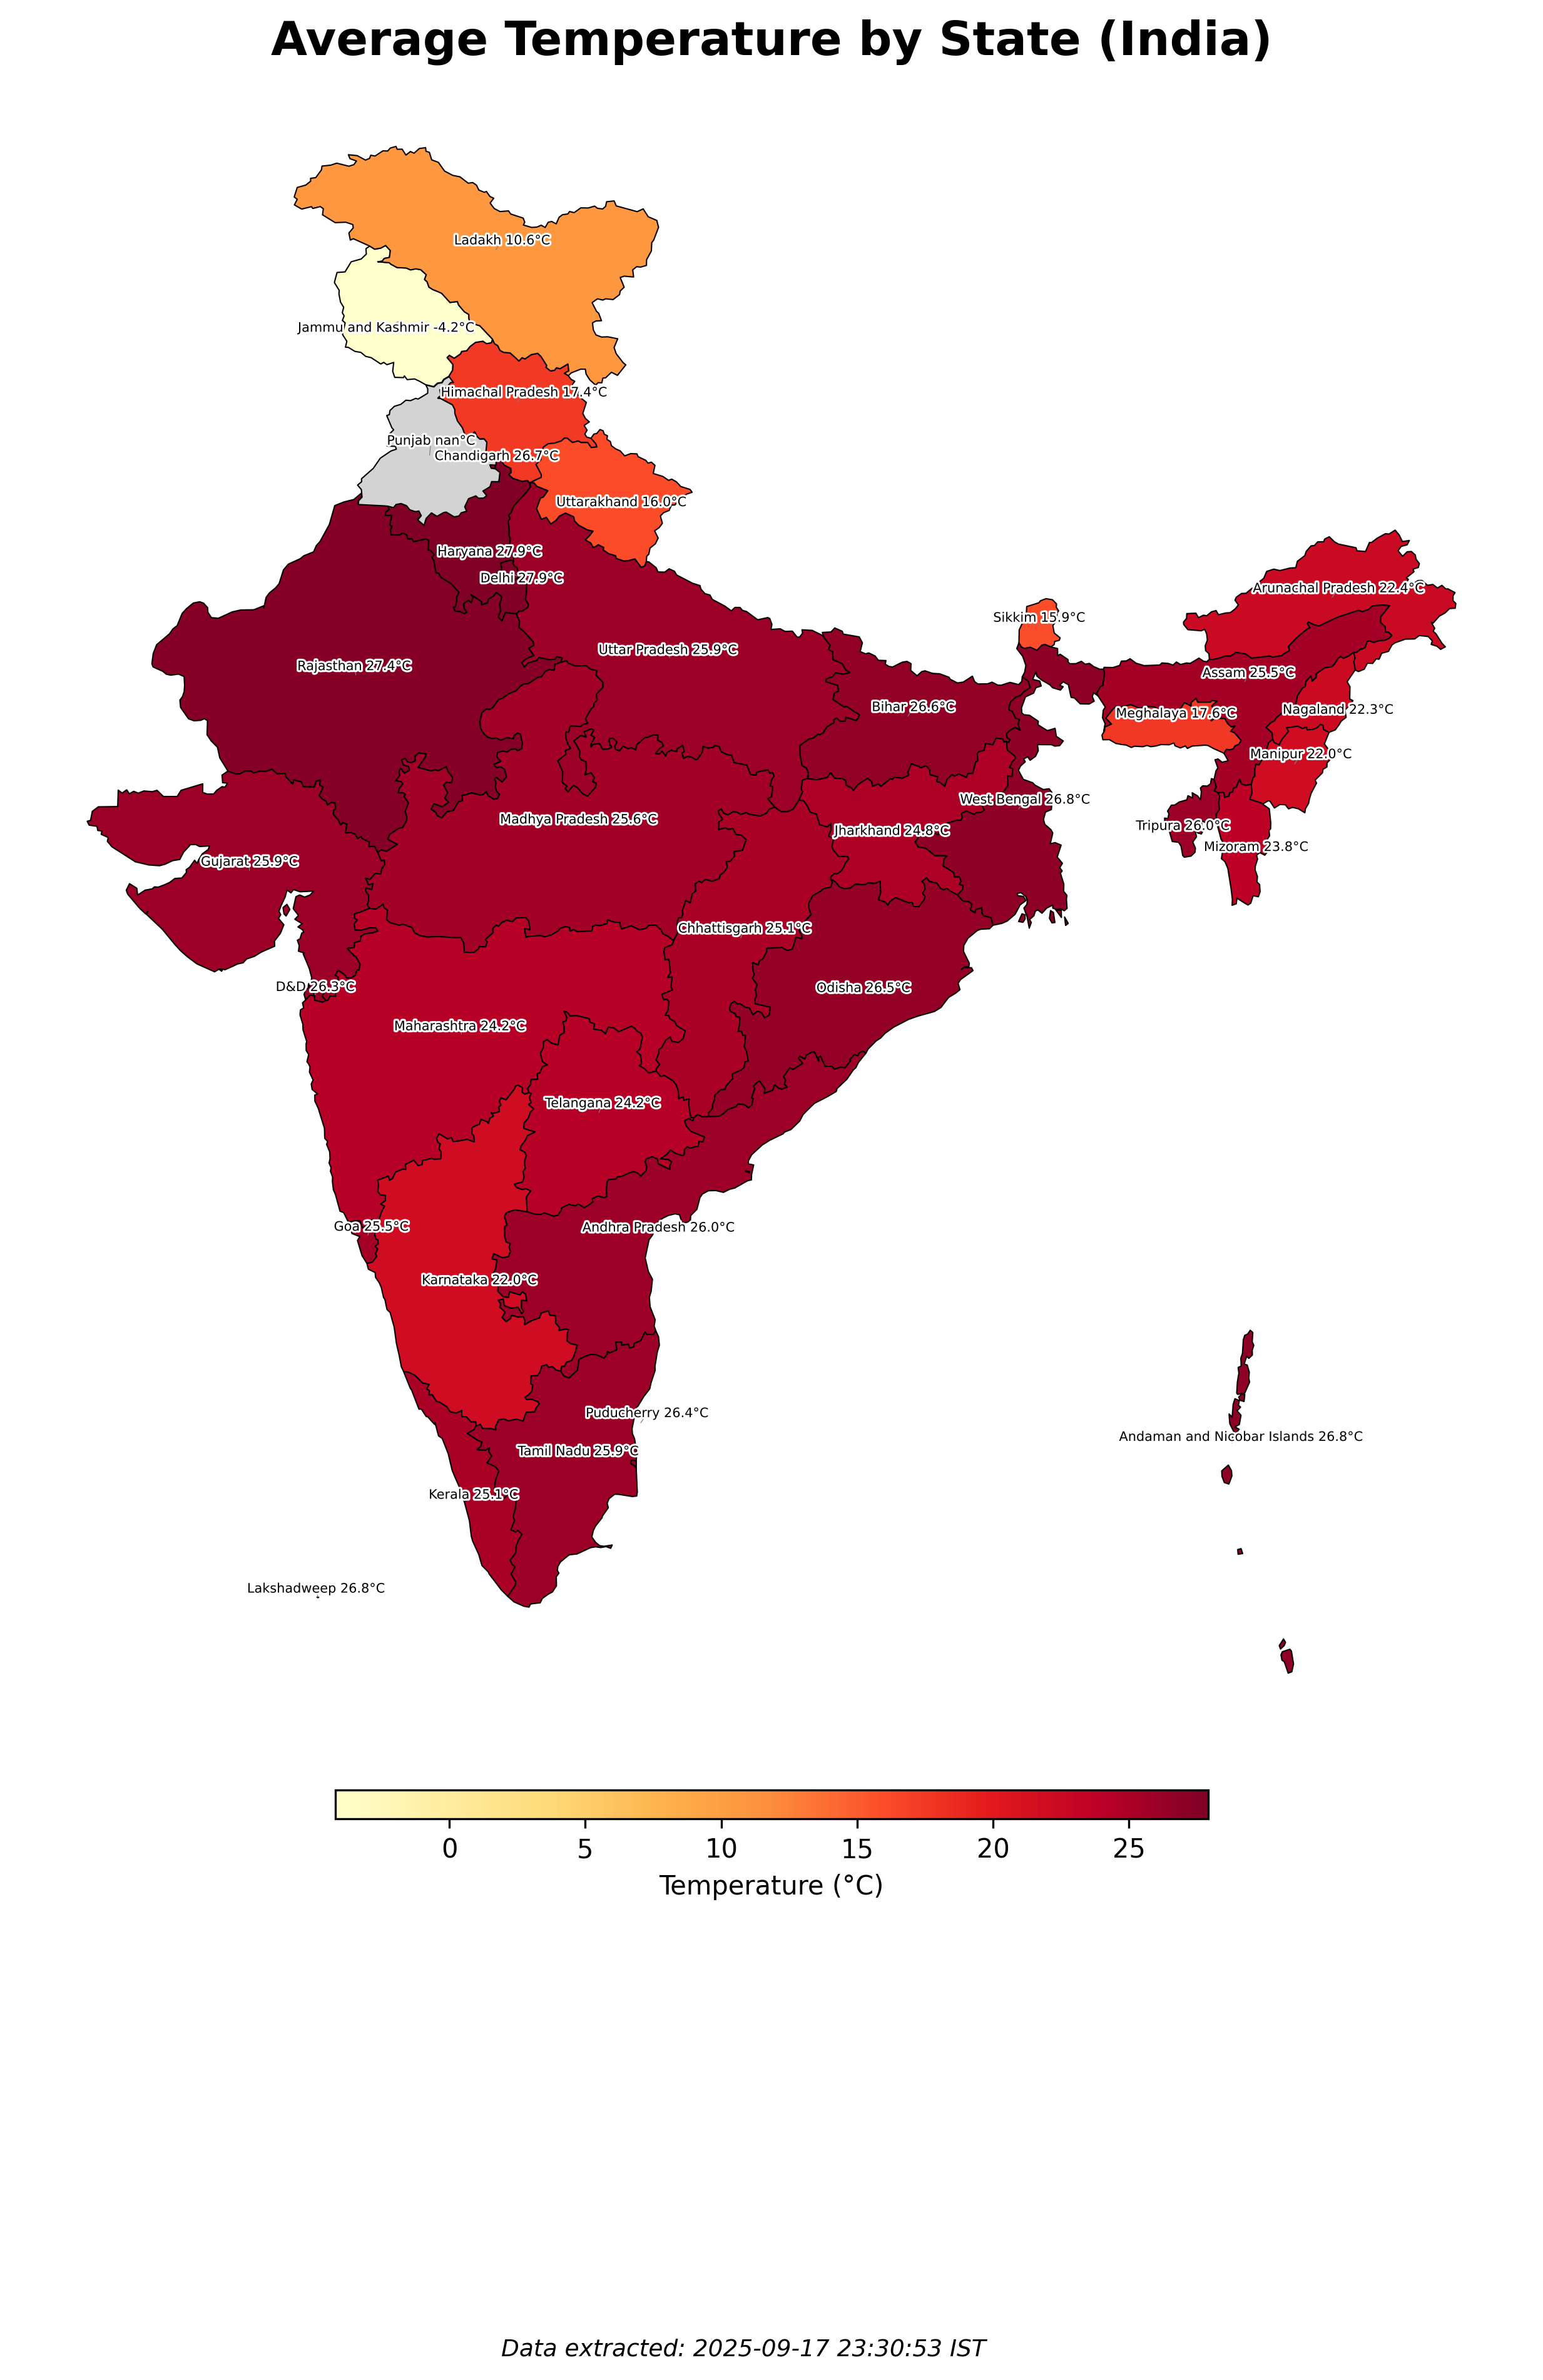 Average Temperature by State (India)
Ladakh 10.6°C
Jammu and Kashmir -4.2°C
Himachal Pradesh 17.4°C
Punjab nan°C
Chandigarh 26.7°C
Uttarakhand 16.0°C
Haryana 27.9°C
Delhi 27.9°C
Arunachal Pradesh 22.4°C
Sikkim 15.9°C
Uttar Pradesh 25.9°C
Rajasthan 27.4°C
Assam 25.5°C
Bihar 26.6°C
Nagaland 22.3°C
Meghalaya 17.6°C
Manipur 22.0°C
West Bengal 26.8°C
Madhya Pradesh 25.6°C
Tripura 26.0°C
Jharkhand 24.8°C
Mizoram 23.8°C
Gujarat 25.9°C
Chhattisgarh 25.1°C
D&D 26.3°C
Odisha 26.5°C
Maharashtra 24.2°C
Telangana 24.2°C
Goa 25.5°C
Andhra Pradesh 26.0°C
Karnataka 22.0°C
Puducherry 26.4°C
Andaman and Nicobar Islands 26.8°C
Tamil Nadu 25.9°C
Kerala 25.1°C
Lakshadweep 26.8°C
0 5 10 15 20 25
Temperature (°C)
Data extracted: 2025-09-17 23:30:53 IST